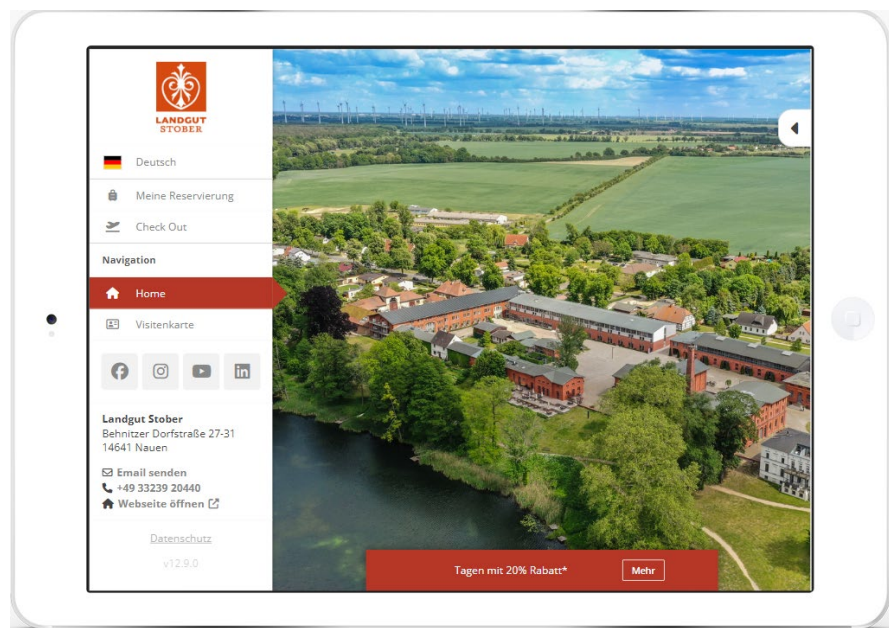 LANDGUT
STOBER
Deutsch
Meine Reservierung
Check Out
Navigation
Home
Visitenkarte
Landgut Stober
Behnitzer Dorfstraße 27-31
14641 Nauen
Email senden
+49 33239 20440
Webseite öffnen
Datenschutz
v12.9.0
Tagen mit 20% Rabatt*
Mehr